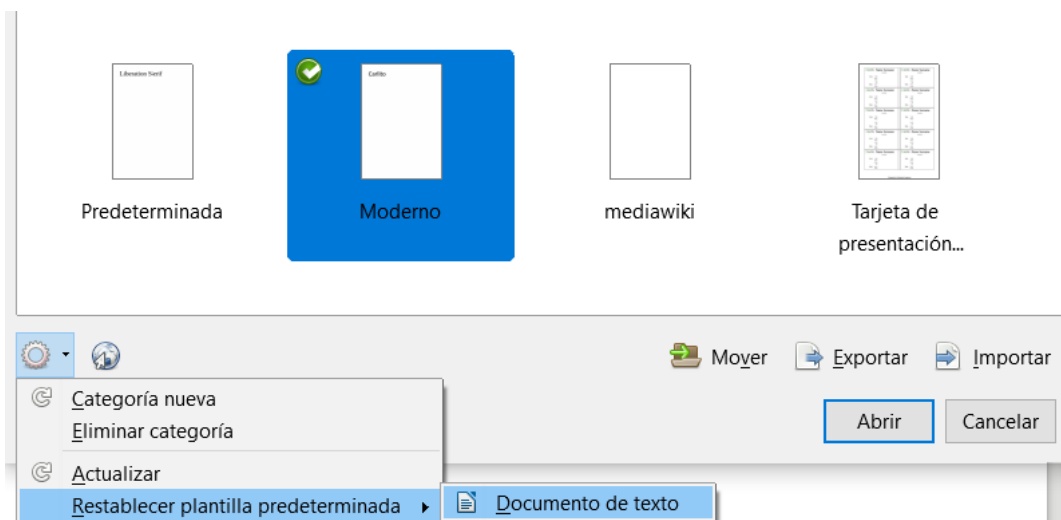 Liberation Serif
Carlito
Predeterminada
Moderno
mediawiki
Tarjeta de
presentación...
Mover
Exportar
Importar
Categoría nueva
Eliminar categoría
Abrir
Cancelar
Actualizar
Restablecer plantilla predeterminada
Documento de texto